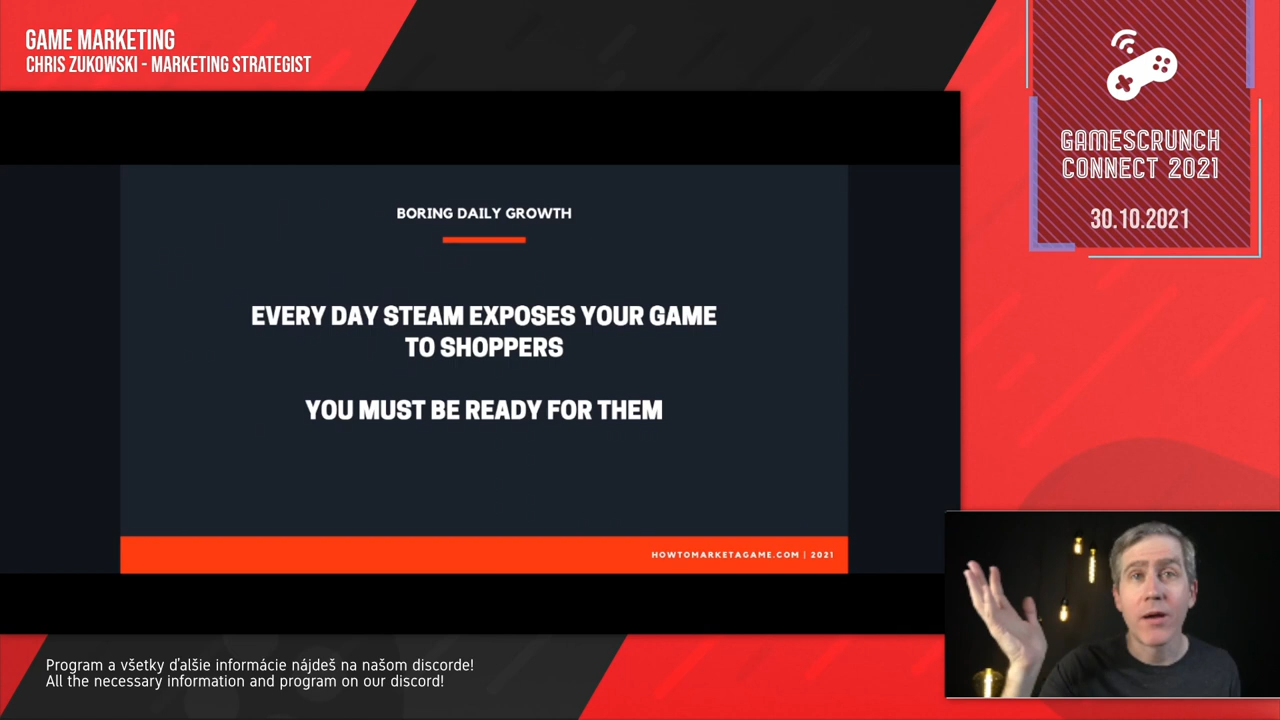 GAME MARKETING
CHRIS ZUKOWSKI - MARKETING STRATEGIST
GAMESCRUNCH
CONNECT 2021
30.10.2021
BORING DAILY GROWTH
EVERY DAY STEAM EXPOSES YOUR GAME
TO SHOPPERS
YOU MUST BE READY FOR THEM
HOWTOMARKETAGAME.COM | 2021
Program a všetky ďalšie informácie nájdeš na našom discorde!
All the necessary information and program on our discord!